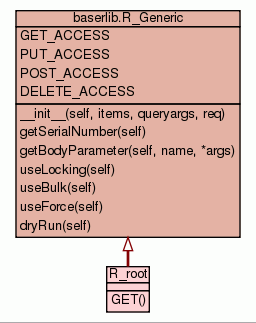 baserlib.R_Generic
GET_ACCESS
PUT_ACCESS
POST_ACCESS
DELETE_ACCESS
__init__(self, items, queryargs, req)
getSerialNumber(self)
getBodyParameter(self, name, *args)
useLocking(self)
useBulk(self)
useForce(self)
dryRun(self)
R_root
GET()